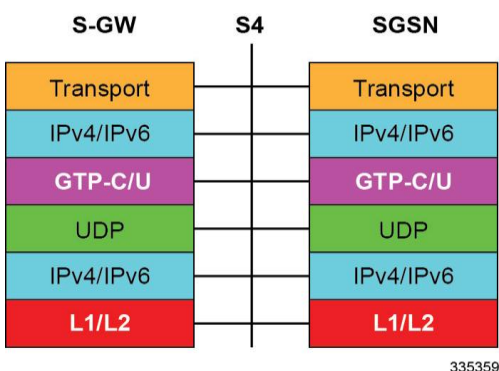 S-GW S4 SGSN
Transport Transport
IPv4/IPv6 IPv4/IPv6
GTP-C/U GTP-C/U
UDP UDP
IPv4/IPv6 IPv4/IPv6
L1/L2 L1/L2
335359